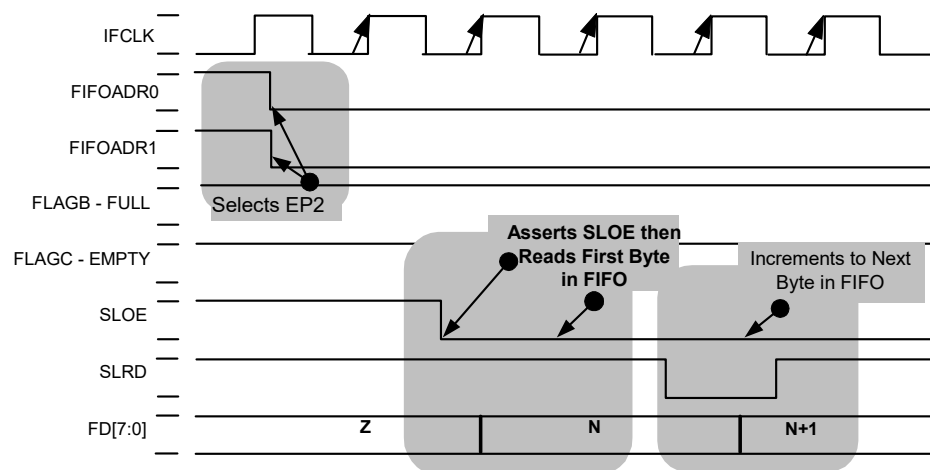 IFCLK
FIFOADR0
FIFOADR1
Selects EP2
FLAGB - FULL
Asserts SLOE then
Reads First Byte
in FIFO
FLAGC - EMPTY
Increments to Next
Byte in FIFO
SLOE
SLRD
FD[7:0]
Z
N
N+1